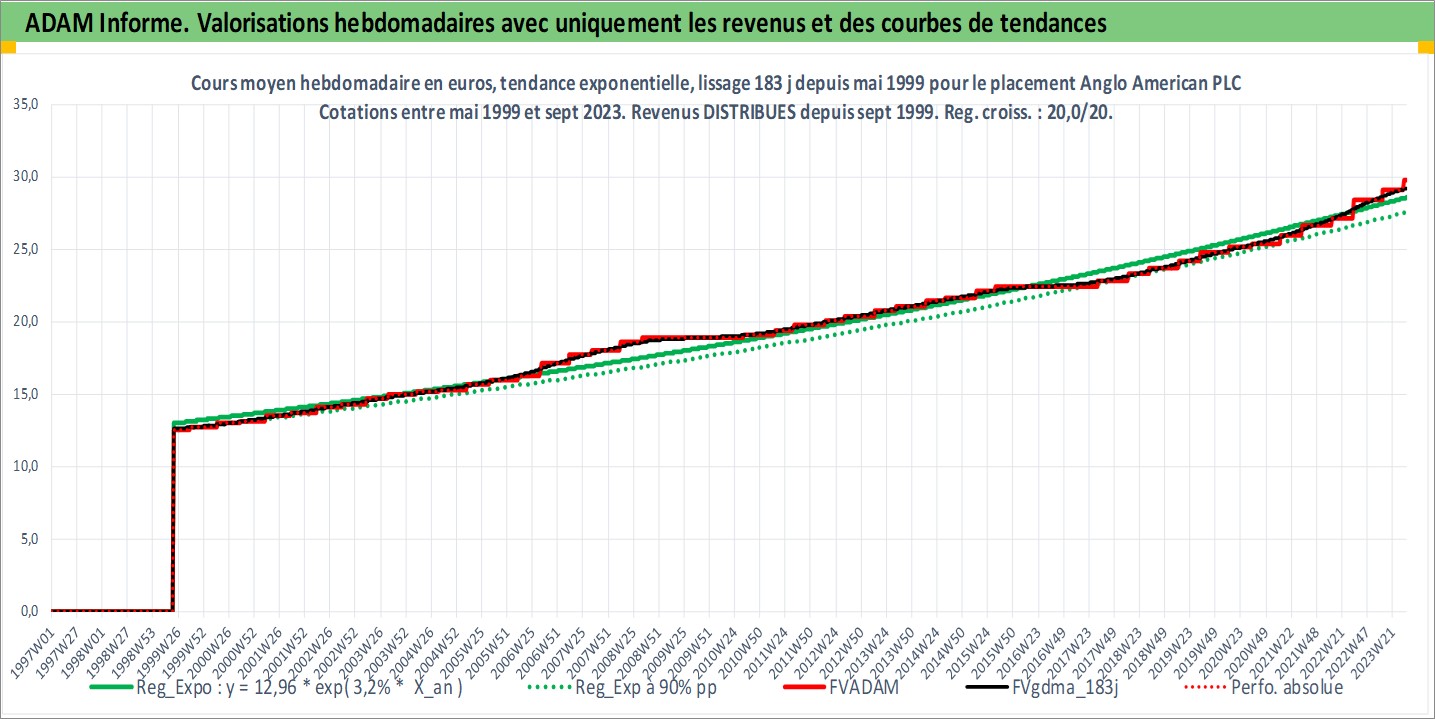 ADAM Informe. Valorisations hebdomadaires avec uniquement les revenus et des courbes de tendances
Cours moyen hebdomadaire en euros, tendance exponentielle, lissage 183 j depuis mai 1999 pour le placement Anglo American PLC
Cotations entre mai 1999 et sept 2023. Revenus DISTRIBUES depuis sept 1999. Reg. croiss. : 20,0/20.
35,0
30,0
25,0
20,0
15,0
10,0
5,0
0,0
1997W01 1997W27 1998W01 1998W27 1998W53 1999W26 1999W52 2000W26 2000W52 2001W26 2001W52 2002W26 2002W52 2003W26 2003W52 2004W26 2004W52 2005W25 2005W51 2006W25 2006W51 2007W25 2007W51 2008W25 2008W51 2009W25 2009W51 2010W24 2010W50 2011W24 2011W50 2012W24 2012W50 2013W24 2013W50 2014W24 2014W50 2015W24 2015W50 2016W23 2016W49 2017W23 2017W49 2018W23 2018W49 2019W23 2019W49 2020W23 2020W49 2021W22 2021W48 2022W21 2022W47 2023W21
Reg_Expo : y = 12,96 * exp( 3,2% * X_an ) Reg_Exp à 90% pp FVADAM FVgdma_183j Perfo. absolue